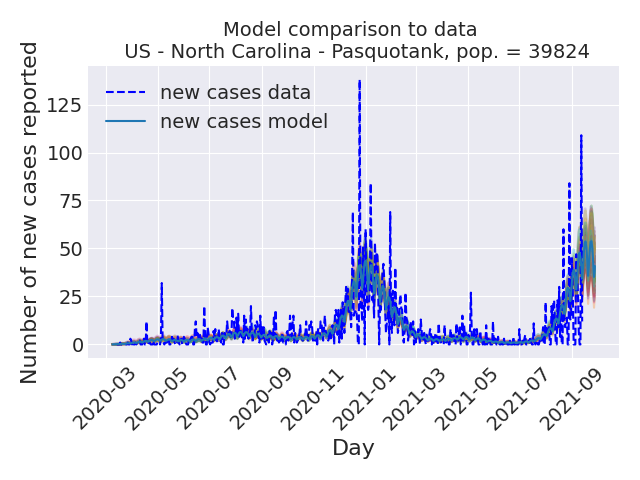 Model comparison to data
US - North Carolina - Pasquotank, pop. = 39824
Number of new cases reported
125
100
75
50
25
0
new cases data
new cases model
2020-03
2020-05
2020-07
2020-09
2020-11
2021-01
2021-03
2021-05
2021-07
2021-09
Day